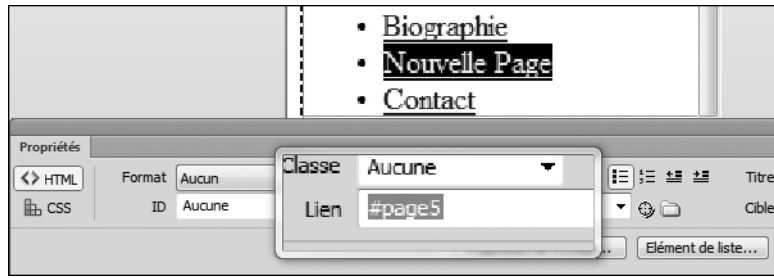 • Biographie
• Nouvelle Page
• Contact
Propriétés
<> HTML Format Aucun Classe Aucune Titre
CSS ID Aucune Lien #page5 Cible
.. Elément de liste...